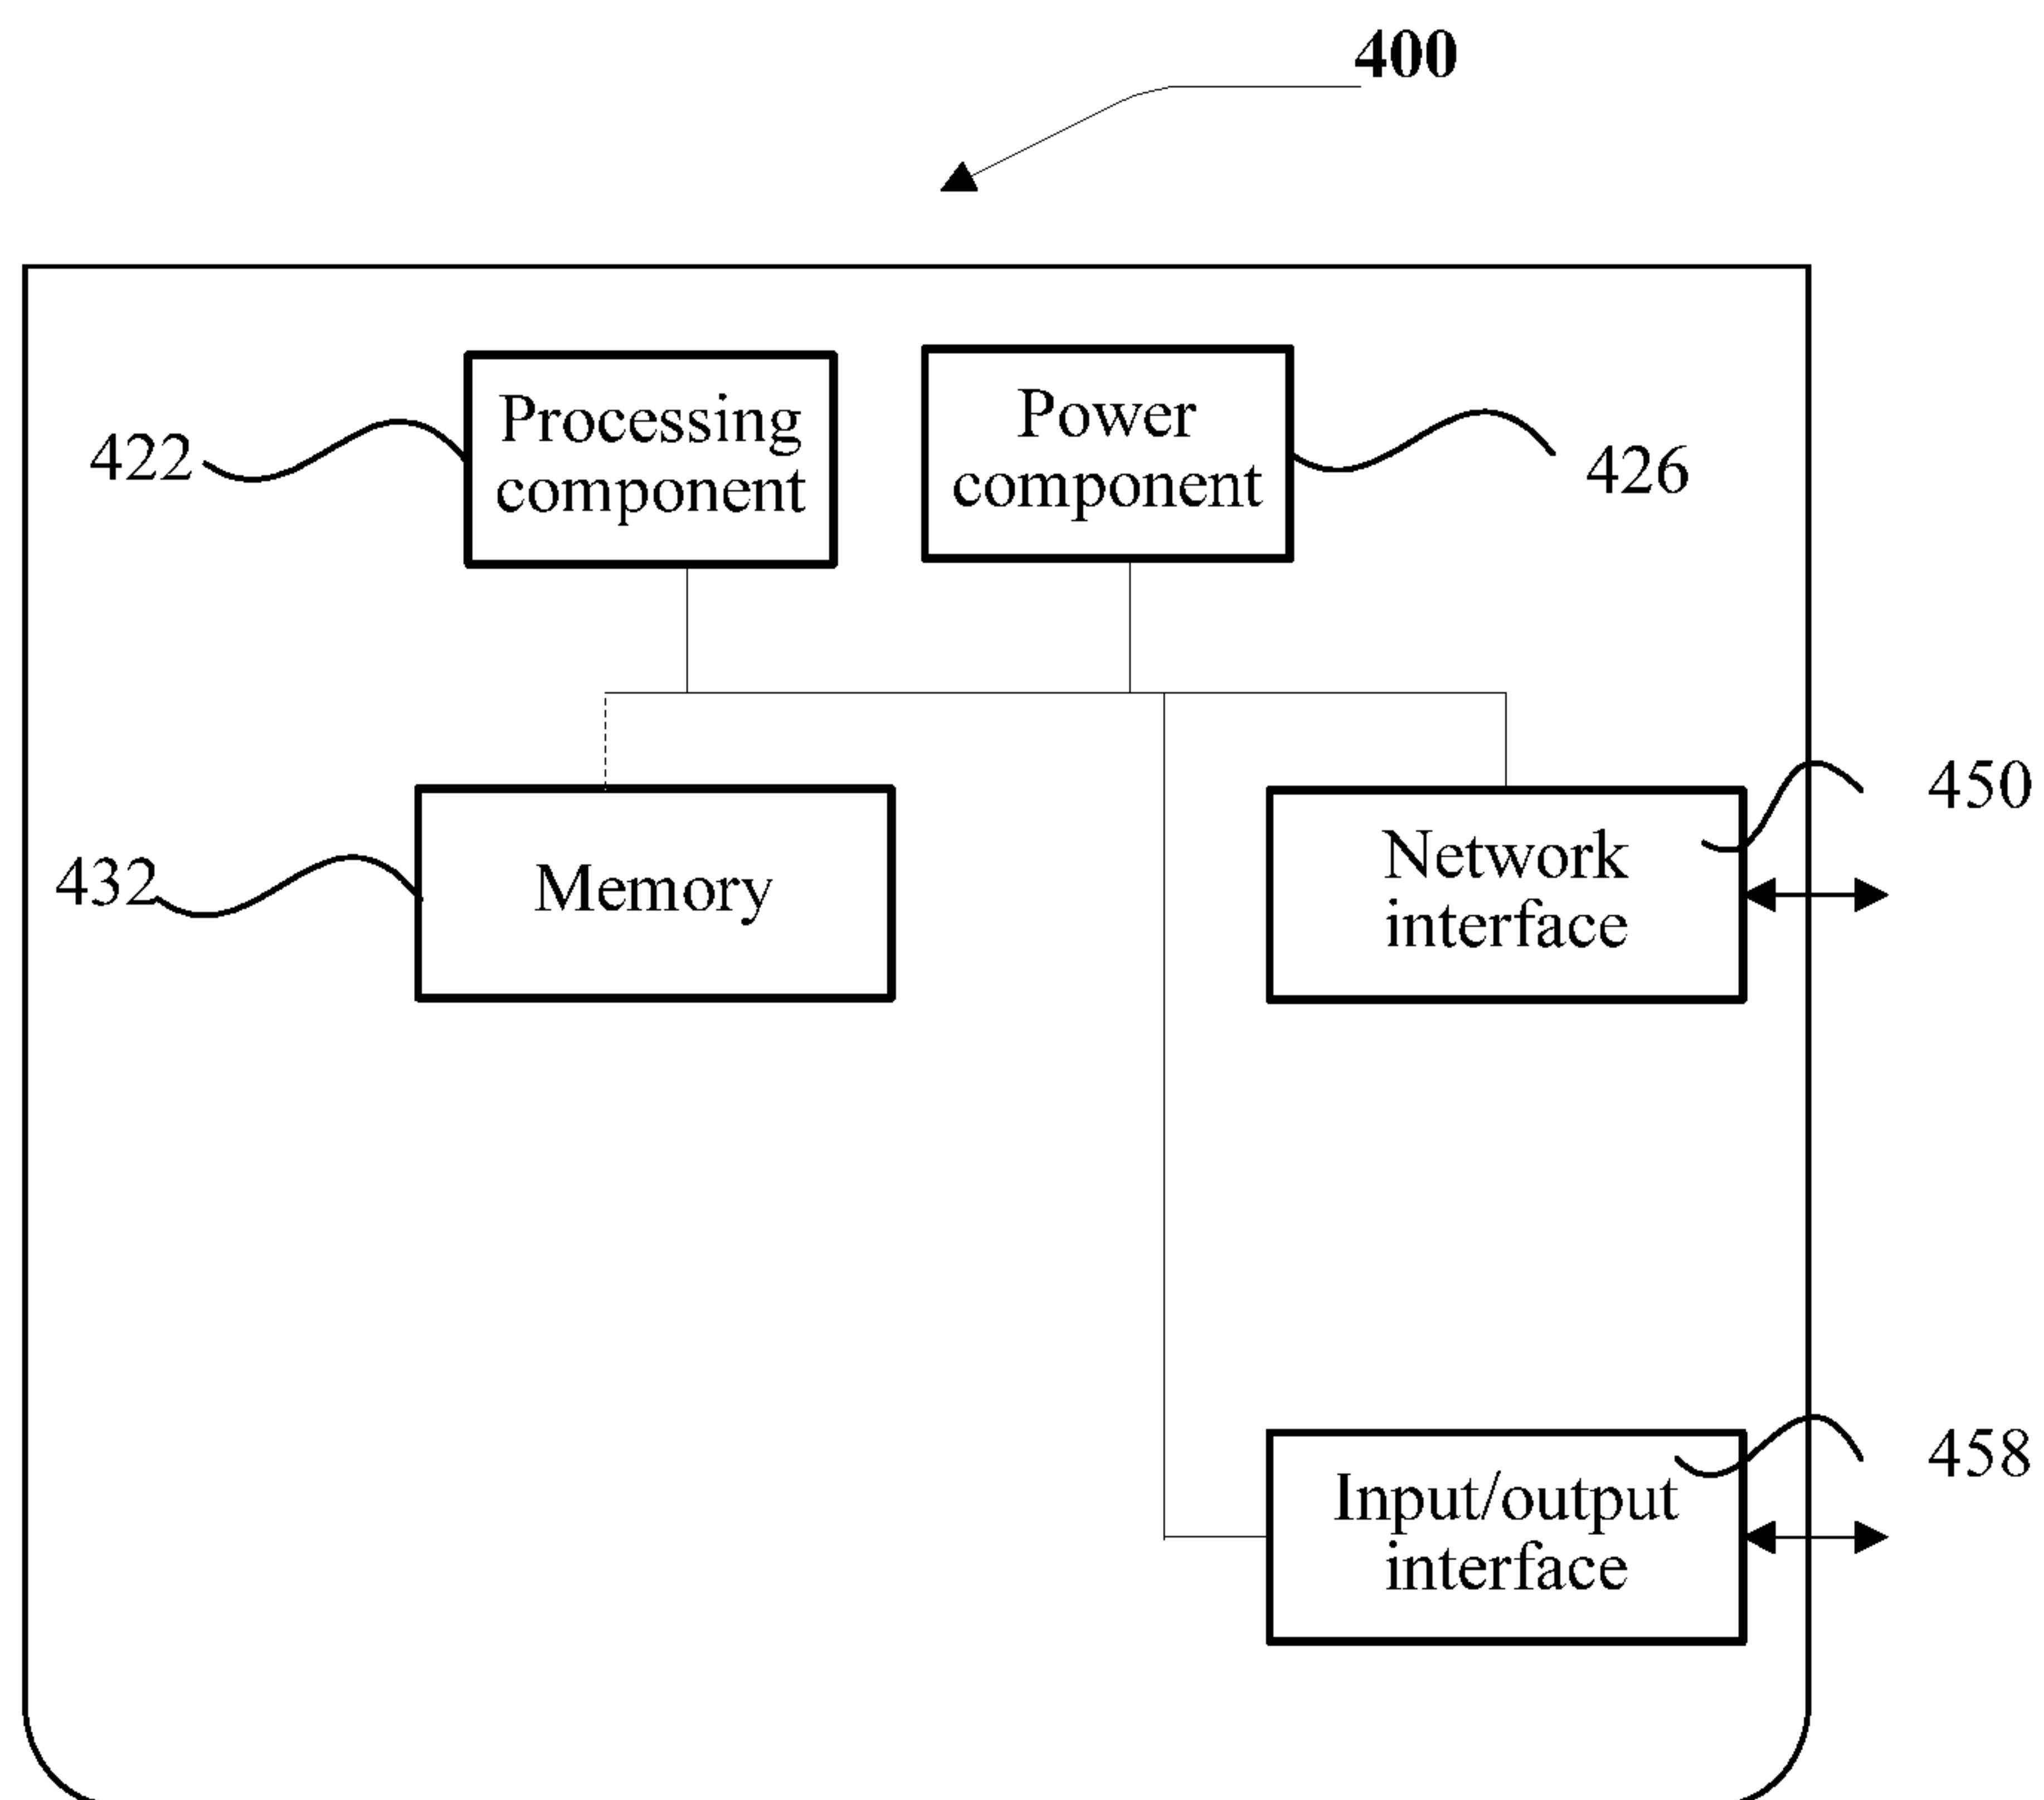 400
Processing
component
Power
component
422
426
450
Network
interface
432
Memory
458
Input/output
interface